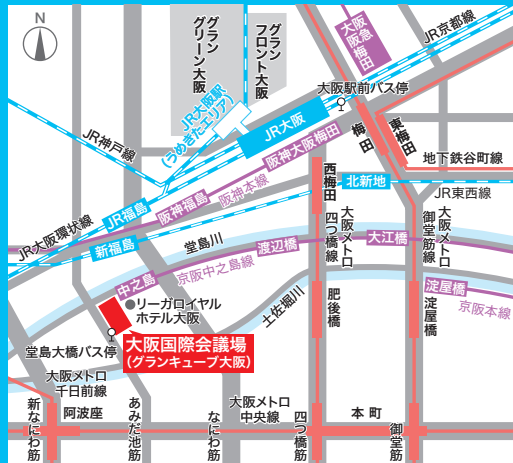 N
グラン
グリーン大阪
グラン
フロント大阪
大阪
阪急
梅田
JR京都線
大阪駅前バス停
JR大阪駅
(うめきたエリア)
JR大阪
JR神戸線
阪神大阪梅田
梅田
東梅田
地下鉄谷町線
西梅田
北新地
JR東西線
JR福島
阪神福島
阪神本線
JR大阪環状線
新福島
堂島川
渡辺橋
大江橋
四つ橋線
大阪メトロ
御堂筋線
大阪メトロ
中之島
京阪中之島線
リーガロイヤル
ホテル大阪
土佐堀川
肥後橋
淀屋橋
淀屋橋
京阪本線
堂島大橋バス停
大阪国際会議場
(グランキューブ大阪)
大阪メトロ
千日前線
阿波座
大阪メトロ
中央線
本町
新なにわ筋
あみだ池筋
なにわ筋
四つ橋筋
御堂筋